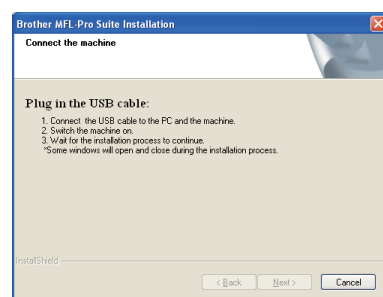 Brother MFL-Pro Suite Installation
Connect the machine
Plug in the USB cable:
1. Connect the USB cable to the PC and the machine.
2. Switch the machine on.
3. Wait for the installation process to continue.
*Some windows will open and close during the installation process.
InstallShield
< Back Next > Cancel